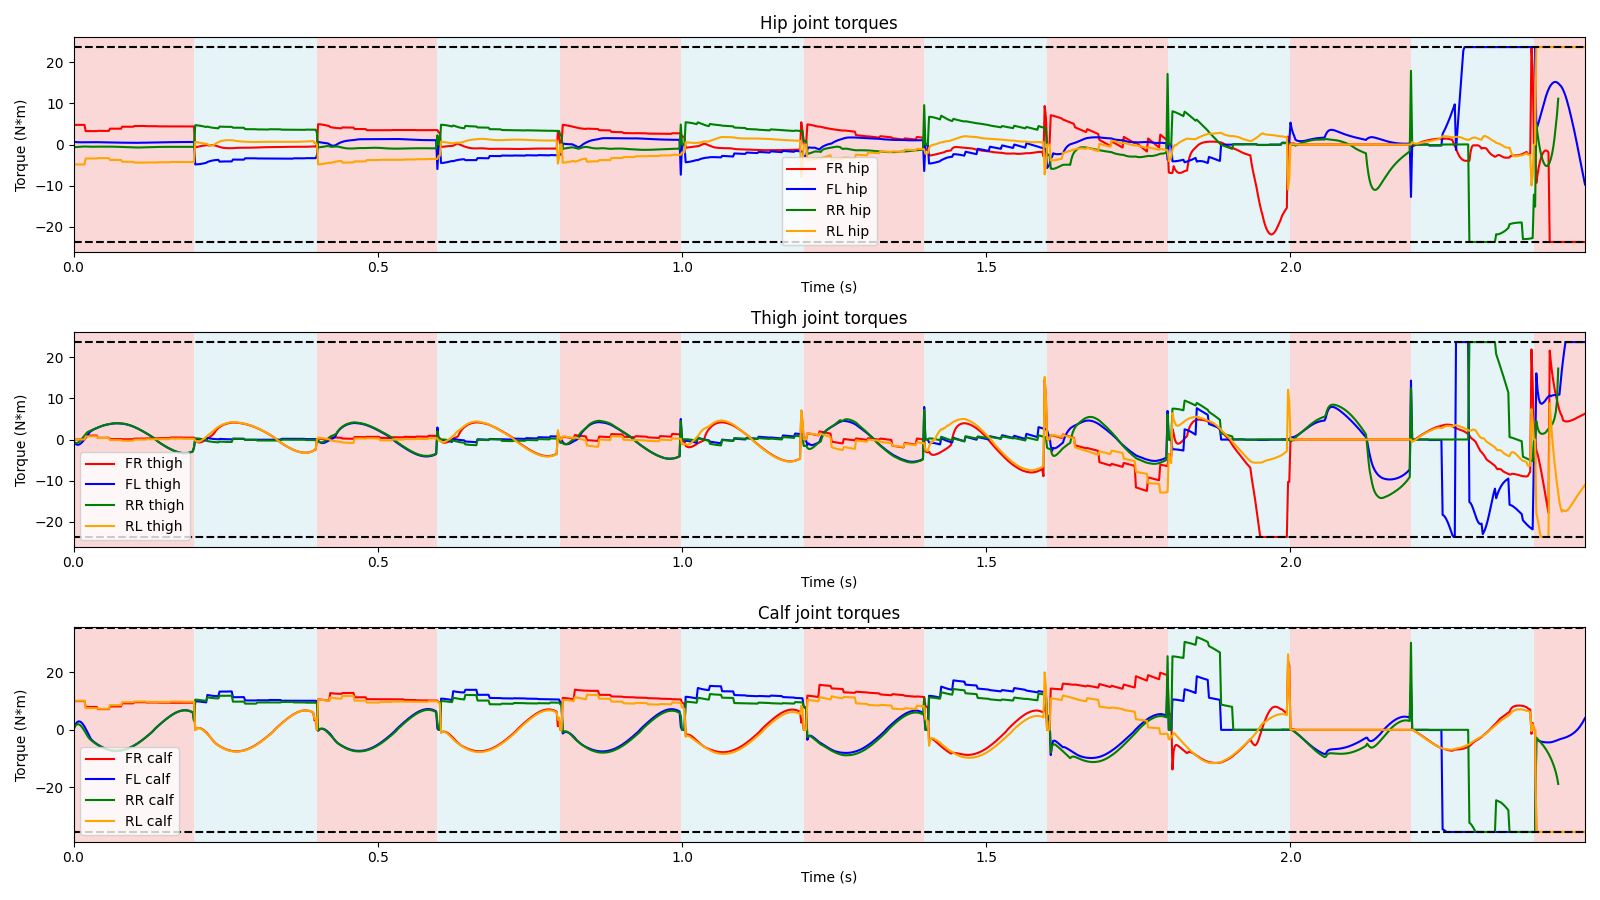 Hip joint torques
Torque (N*m)
20
10
0
−10
−20
FR hip
FL hip
RR hip
RL hip
0.0 0.5 1.0 1.5 2.0
Time (s)
Thigh joint torques
Torque (N*m)
20
10
0
−10
−20
FR thigh
FL thigh
RR thigh
RL thigh
0.0 0.5 1.0 1.5 2.0
Time (s)
Calf joint torques
Torque (N*m)
20
0
−20
FR calf
FL calf
RR calf
RL calf
0.0 0.5 1.0 1.5 2.0
Time (s)